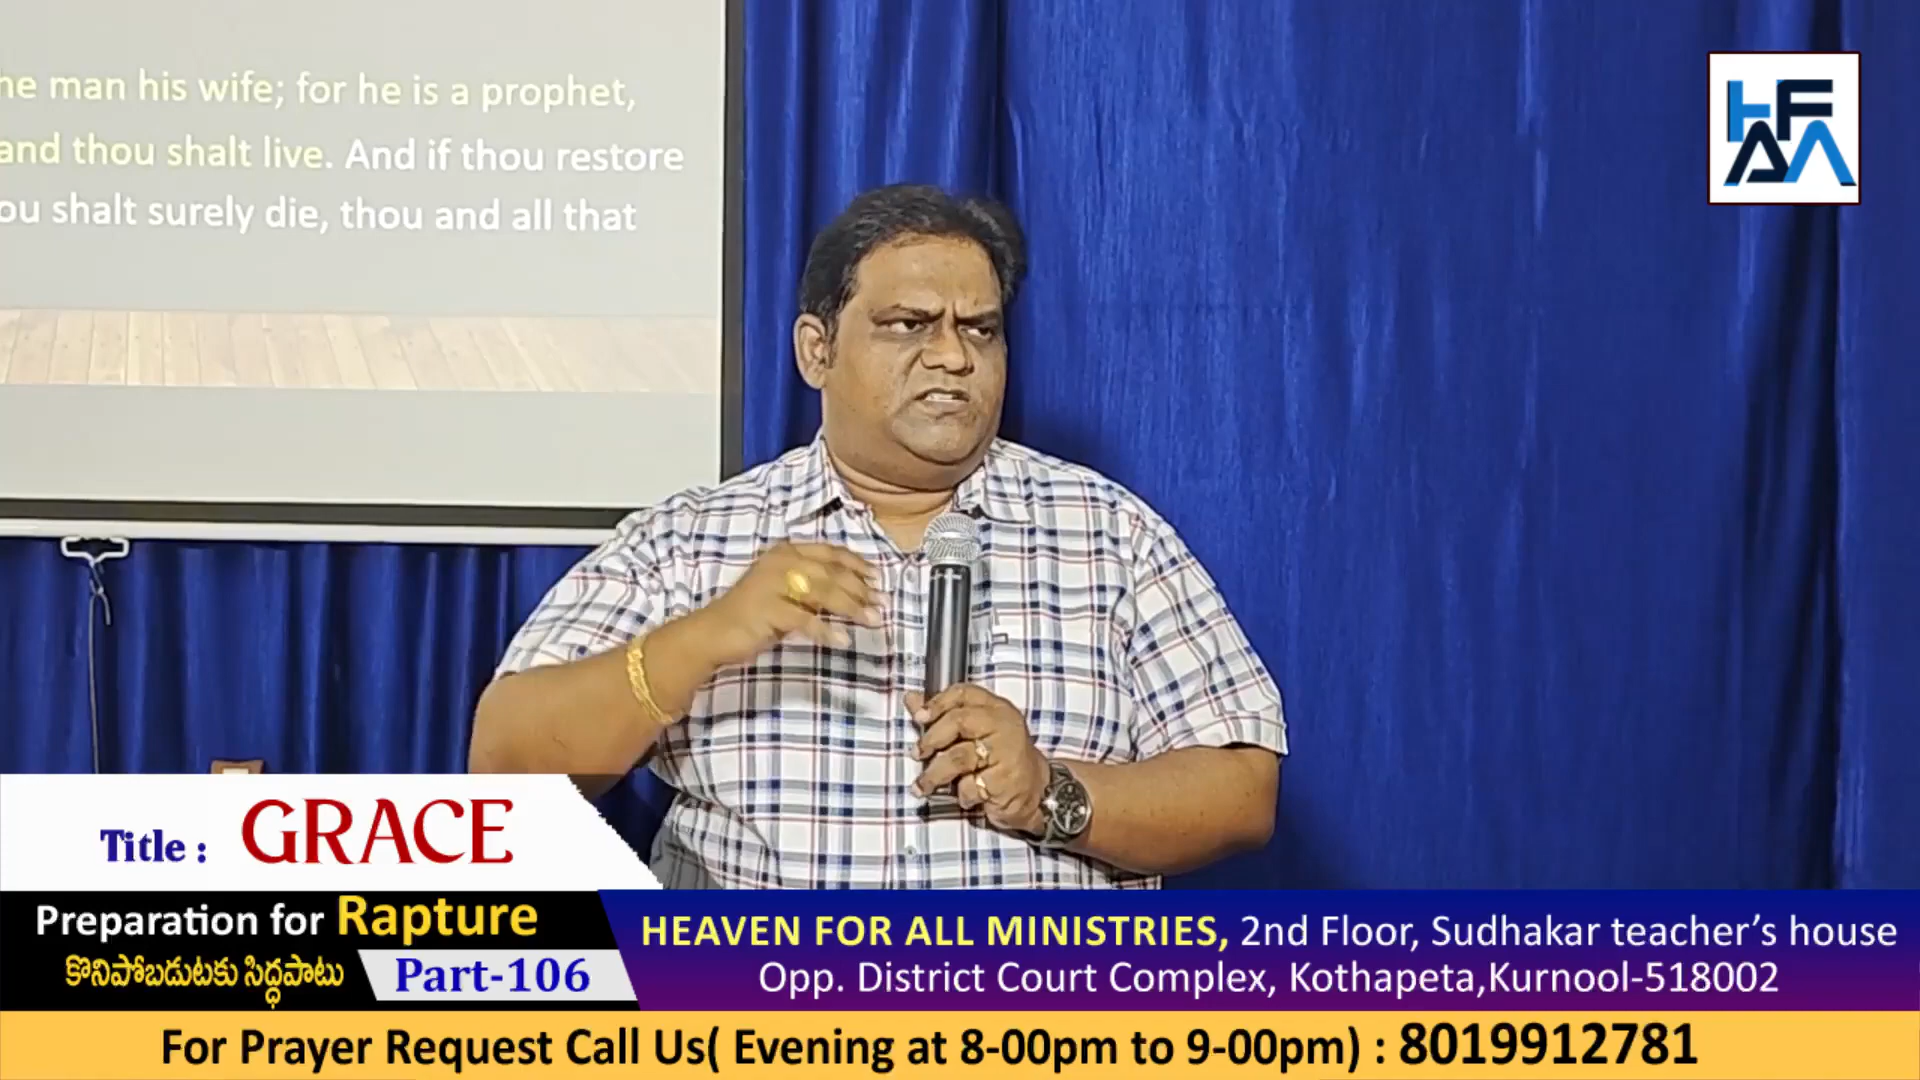 he man his wife; for he is a prophet,
and thou shalt live. And if thou restore
ou shalt surely die, thou and all that
HFAM
Title : GRACE
Preparation for Rapture
కొనిపోబడుటకు సిద్ధపాటు
Part-106
HEAVEN FOR ALL MINISTRIES, 2nd Floor, Sudhakar teacher’s house
Opp. District Court Complex, Kothapeta,Kurnool-518002
For Prayer Request Call Us( Evening at 8-00pm to 9-00pm) : 8019912781